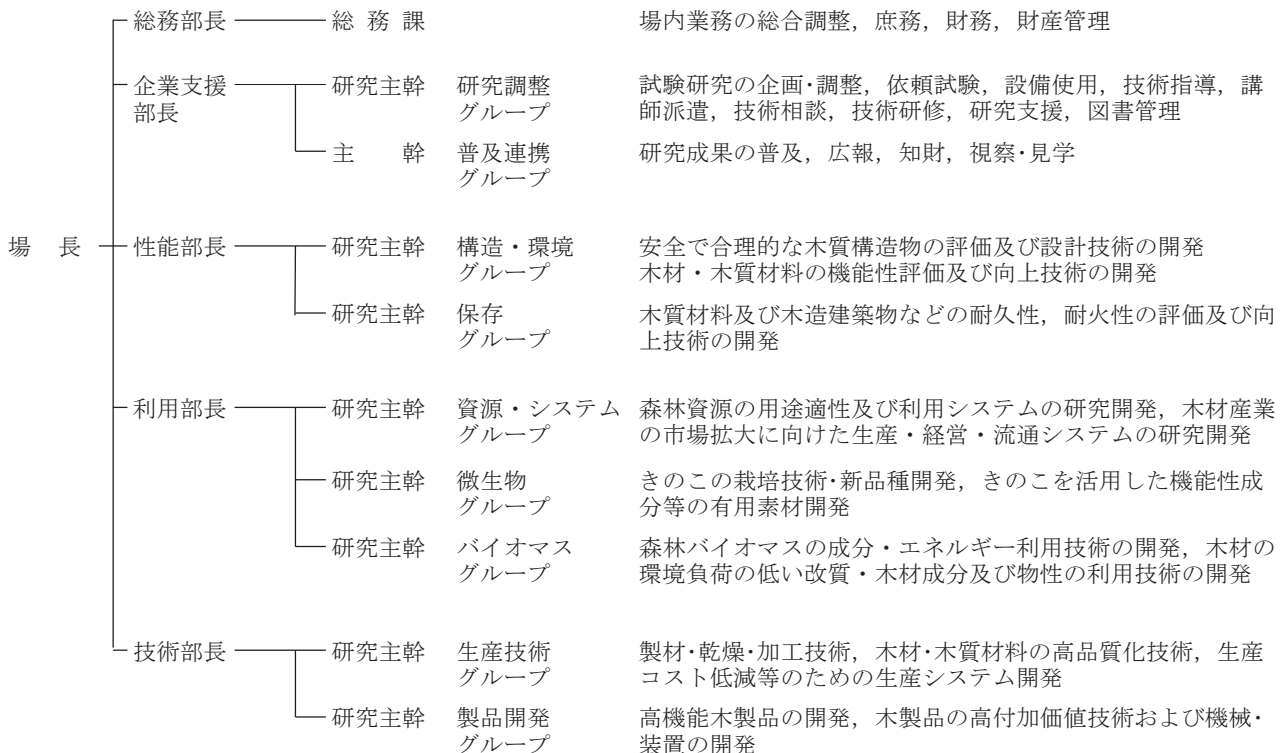 総務部長 総務課 場内業務の総合調整，庶務，財務，財産管理
企業支援 研究主幹 研究調整 試験研究の企画・調整，依頼試験，設備使用，技術指導，講
部長 グループ 師派遣，技術相談，技術研修，研究支援，図書管理
主幹 普及連携 研究成果の普及，広報，知財，視察・見学
グループ
場長 性能部長 研究主幹 構造・環境 安全で合理的な木質構造物の評価及び設計技術の開発
グループ 木材・木質材料の機能性評価及び向上技術の開発
研究主幹 保存 木質材料及び木造建築物などの耐久性，耐火性の評価及び向
グループ 上技術の開発
利用部長 研究主幹 資源・システム 森林資源の用途適性及び利用システムの研究開発，木材産業
グループ の市場拡大に向けた生産・経営・流通システムの研究開発
研究主幹 微生物 きのこの栽培技術・新品種開発，きのこを活用した機能性成
グループ 分等の有用素材開発
研究主幹 バイオマス 森林バイオマスの成分・エネルギー利用技術の開発，木材の
グループ 環境負荷の低い改質・木材成分及び物性の利用技術の開発
技術部長 研究主幹 生産技術 製材・乾燥・加工技術，木材・木質材料の高品質化技術，生産
グループ コスト低減等のための生産システム開発
研究主幹 製品開発 高機能木製品の開発，木製品の高付加価値技術および機械・
グループ 装置の開発